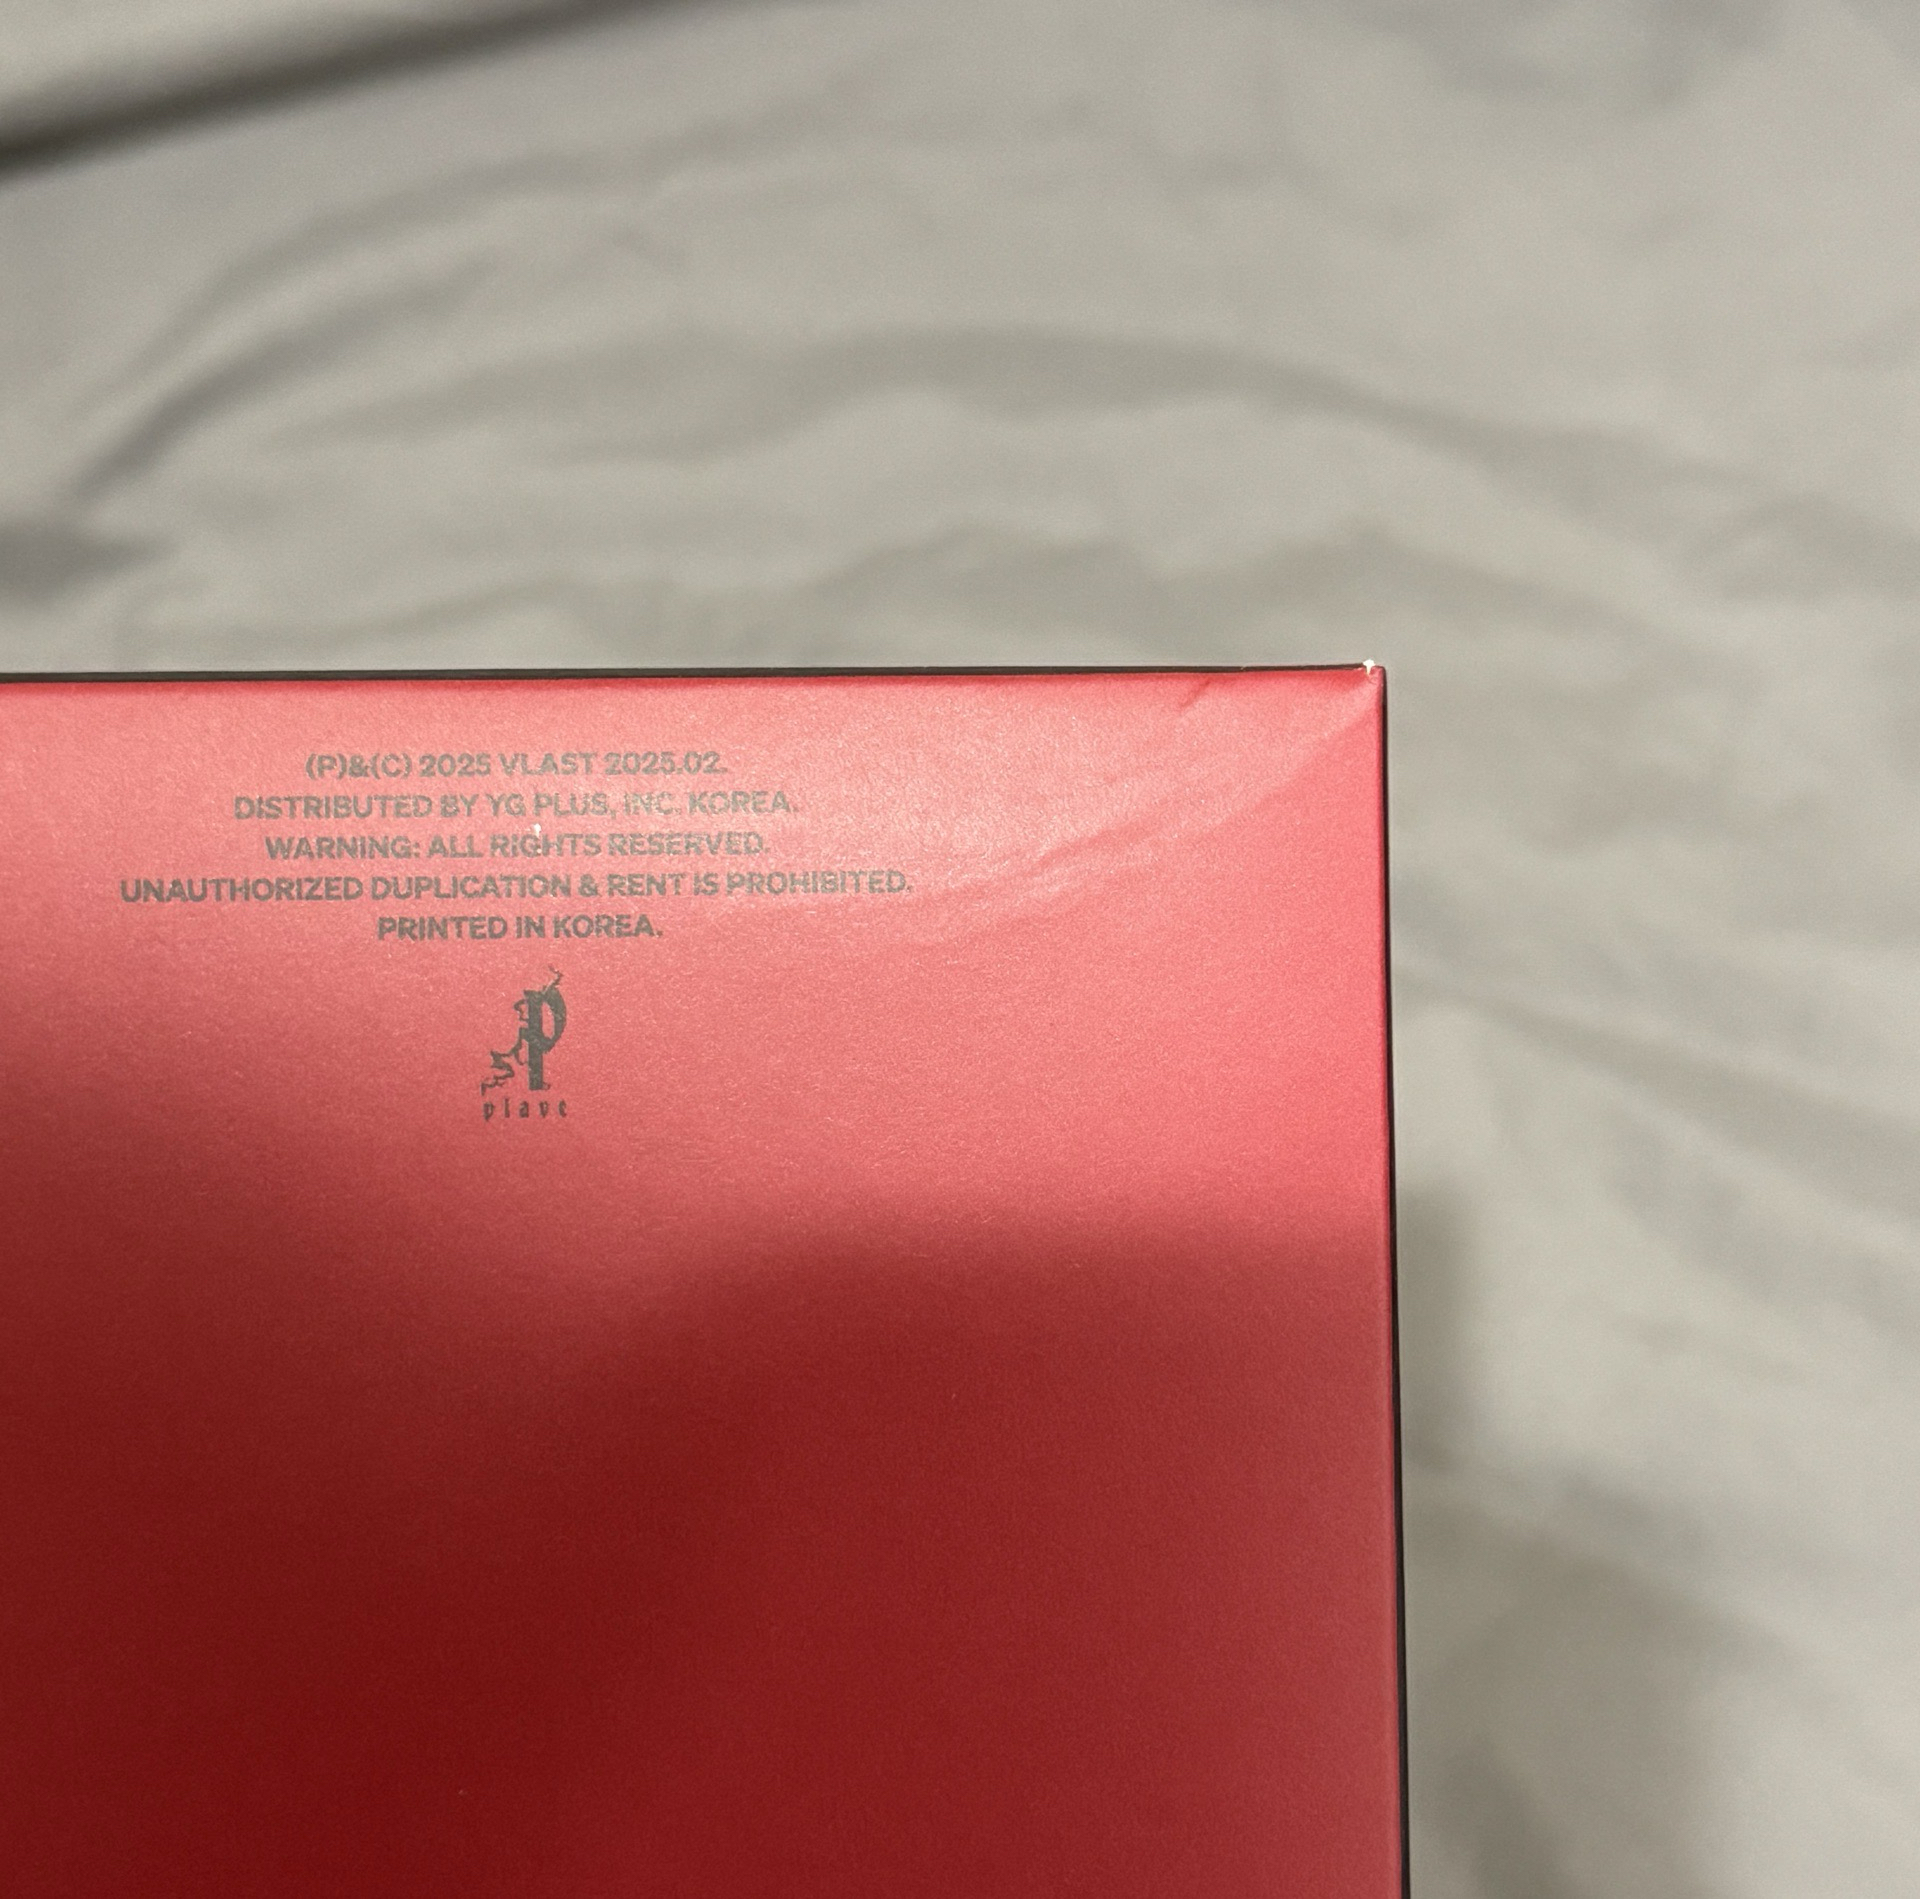 (P)&(C) 2025 VLAST 2025.02.
DISTRIBUTED BY YG PLUS, INC. KOREA.
WARNING: ALL RIGHTS RESERVED.
UNAUTHORIZED DUPLICATION & RENT IS PROHIBITED.
PRINTED IN KOREA.
P
plave